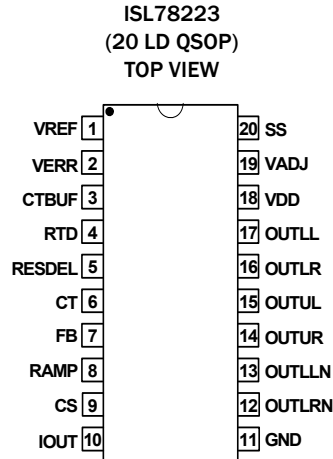 ISL78223
(20 LD QSOP)
TOP VIEW
VREF 1 20 SS
VERR 2 19 VADJ
CTBUF 3 18 VDD
RTD 4 17 OUTLL
RESDEL 5 16 OUTLR
CT 6 15 OUTUL
FB 7 14 OUTUR
RAMP 8 13 OUTLLN
CS 9 12 OUTLRN
IOUT 10 11 GND